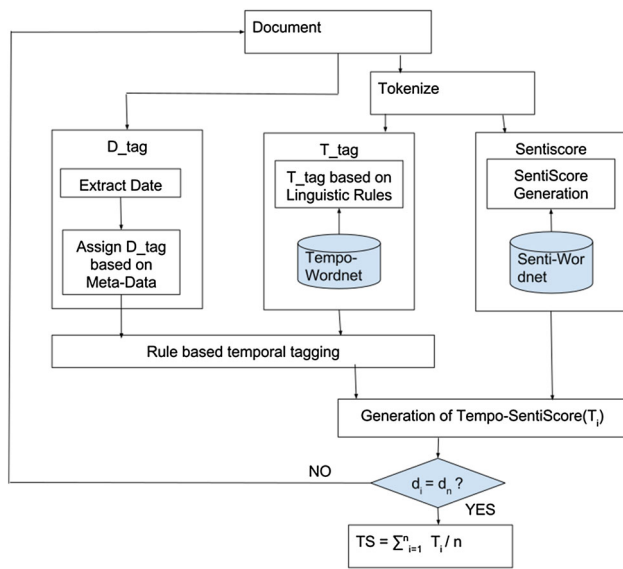 Document
Tokenize
D_tag
Extract Date
Assign D_tag
based on
Meta-Data
T_tag
T_tag based on
Linguistic Rules
Tempo-
Wordnet
Sentiscore
SentiScore
Generation
Senti-Wor
dnet
Rule based temporal tagging
Generation of Tempo-SentiScore(Tᵢ)
NO
dᵢ = dₙ ?
YES
TS = ∑ⁿᵢ₌₁ Tᵢ / n